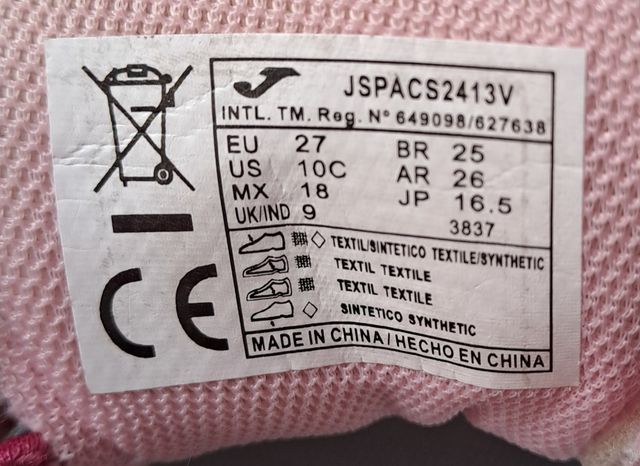 JSPACS2413V
INTL. TM. Reg. Nº 649098/627638
EU 27 BR 25
US 10C AR 26
MX 18 JP 16.5
UK/IND 9 3837
TEXTIL/SINTETICO TEXTILE/SYNTHETIC
TEXTIL TEXTILE
TEXTIL TEXTILE
SINTETICO SYNTHETIC
CE
MADE IN CHINA / HECHO EN CHINA